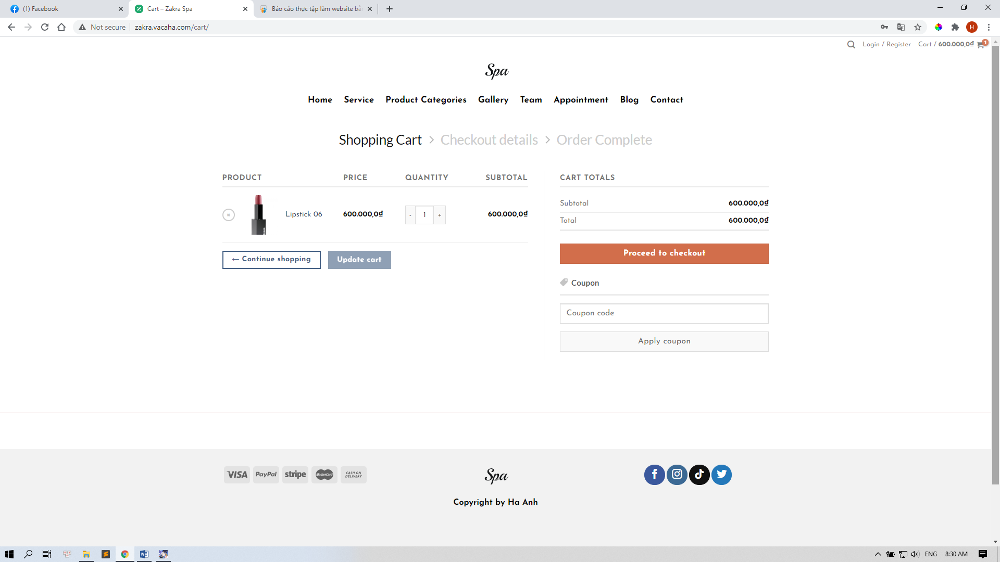 (1) Facebook
Cart – Zakra Spa
Báo cáo thực tập làm website bằ
Not secure
zakra.vacaha.com/cart/
H
Login / Register
Cart / 600.000,0₫
1
Spa
Home
Service
Product Categories
Gallery
Team
Appointment
Blog
Contact
Shopping Cart
Checkout details
Order Complete
PRODUCT PRICE QUANTITY SUBTOTAL
Lipstick 06 600.000,0₫ - 1 + 600.000,0₫
← Continue shopping
Update cart
CART TOTALS
Subtotal 600.000,0₫
Total 600.000,0₫
Proceed to checkout
Coupon
Coupon code
Apply coupon
VISA
PayPal
stripe
MasterCard
CASH ON
DELIVERY
Spa
Copyright by Ha Anh
ENG
8:30 AM